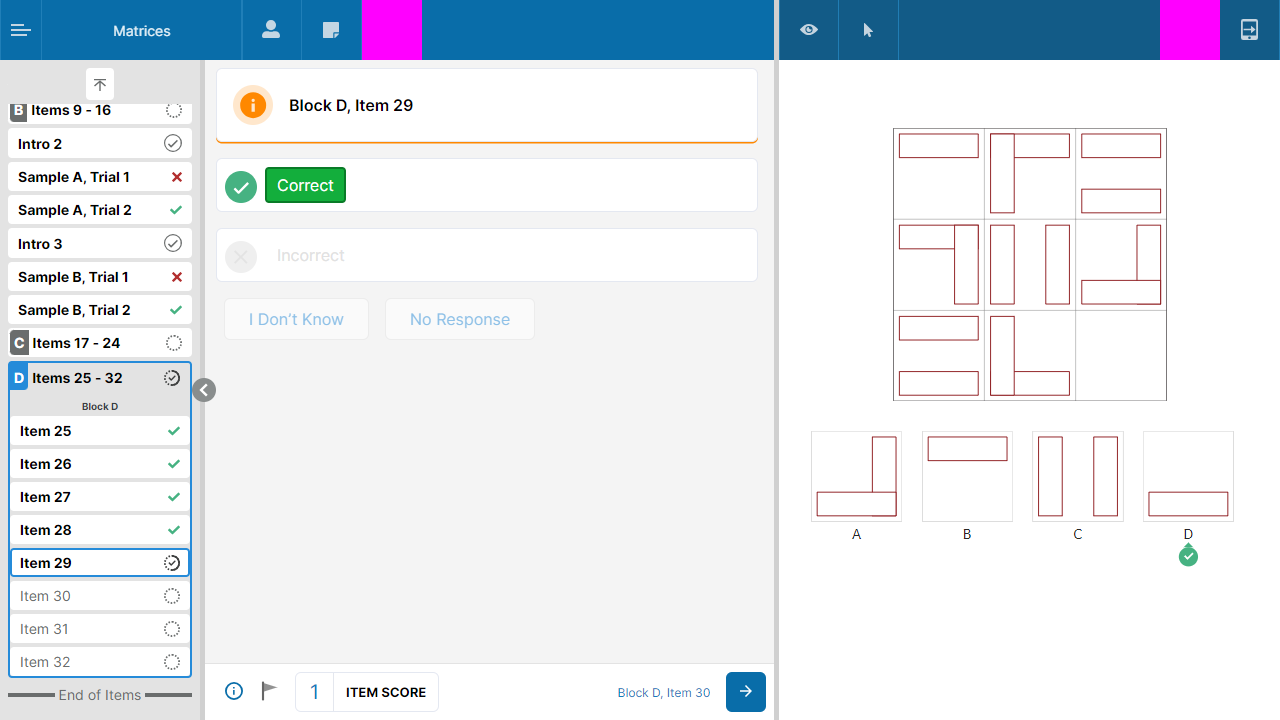 Matrices
B Items 9 - 16
Intro 2
Sample A, Trial 1
Sample A, Trial 2
Intro 3
Sample B, Trial 1
Sample B, Trial 2
C Items 17 - 24
D Items 25 - 32
Block D
Item 25
Item 26
Item 27
Item 28
Item 29
Item 30
Item 31
Item 32
End of Items
Block D, Item 29
Correct
Incorrect
I Don't Know
No Response
1 ITEM SCORE
Block D, Item 30
A B C D